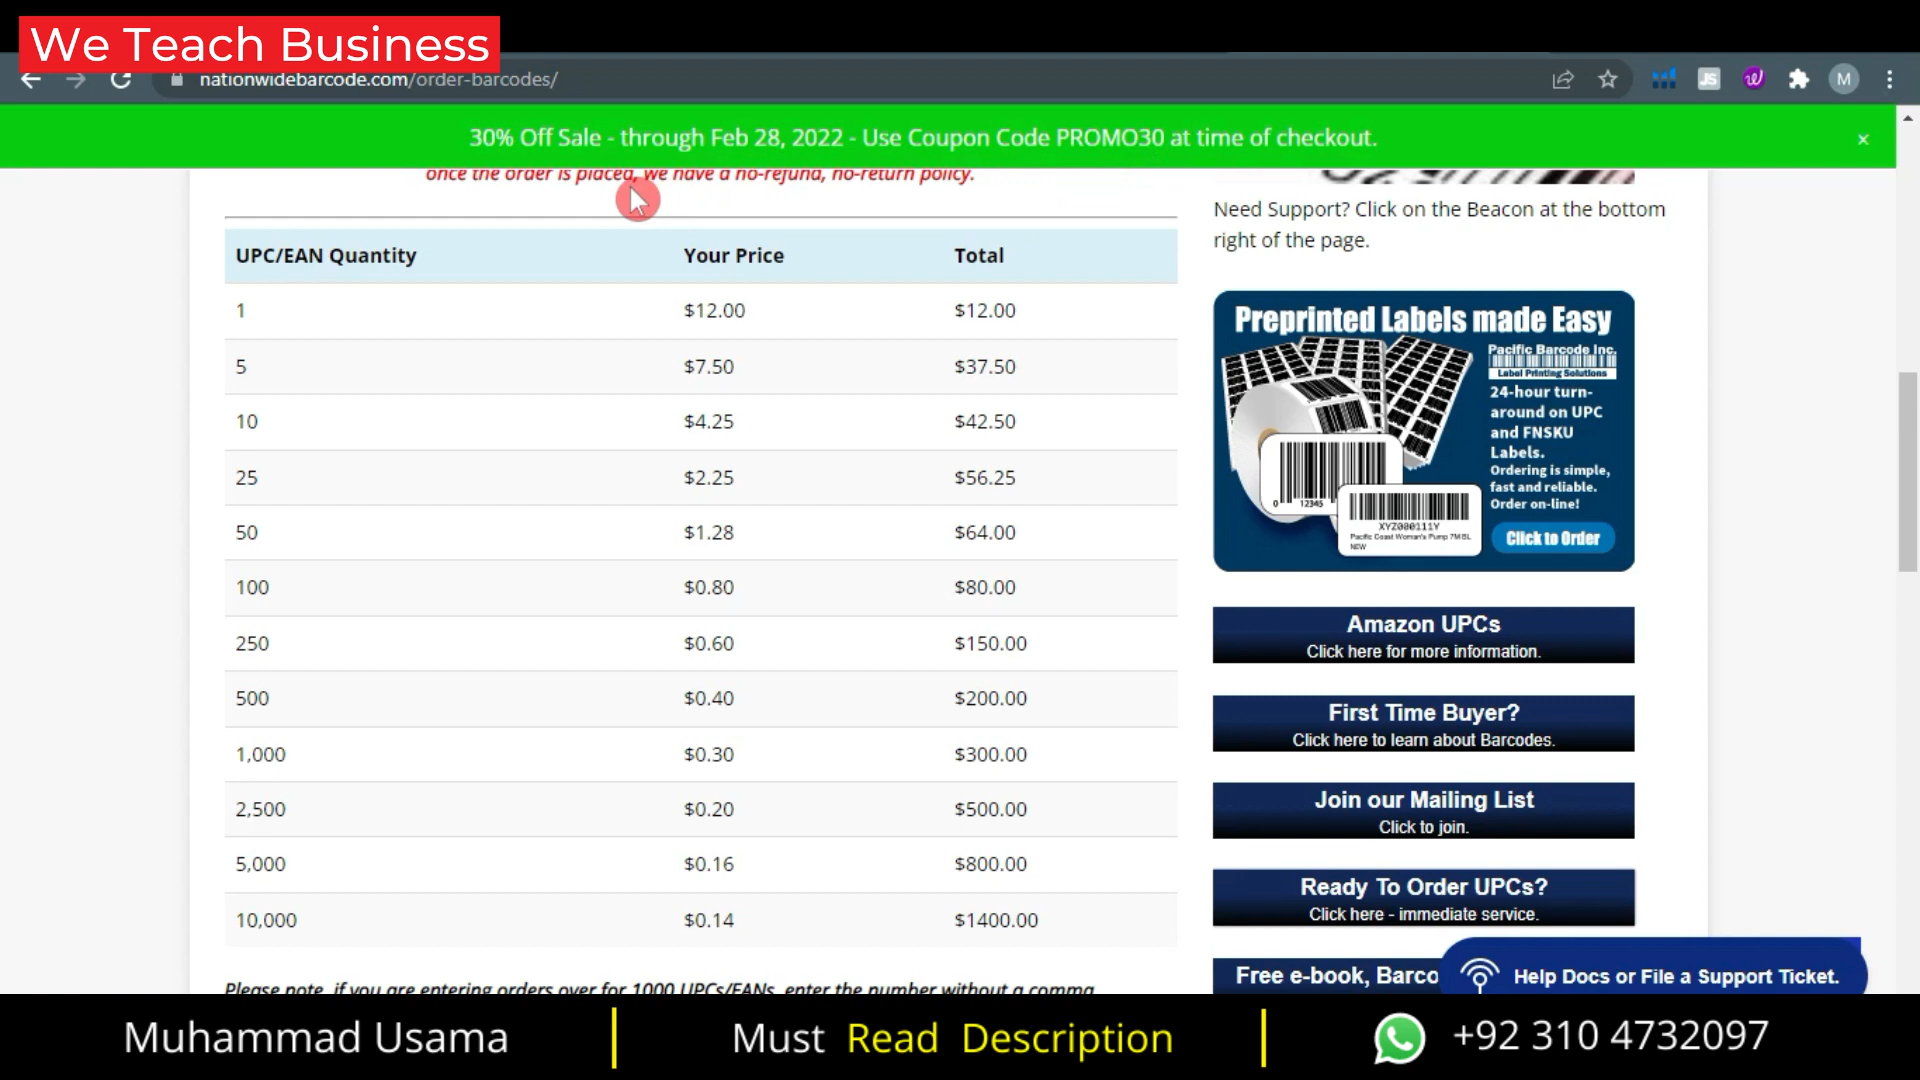 We Teach Business
nationwidebarcode.com/order-barcodes/
M
30% Off Sale - through Feb 28, 2022 - Use Coupon Code PROMO30 at time of checkout.
once the order is placed, we have a no-refund, no-return policy.
UPC/EAN Quantity Your Price Total
1 $12.00 $12.00
5 $7.50 $37.50
10 $4.25 $42.50
25 $2.25 $56.25
50 $1.28 $64.00
100 $0.80 $80.00
250 $0.60 $150.00
500 $0.40 $200.00
1,000 $0.30 $300.00
2,500 $0.20 $500.00
5,000 $0.16 $800.00
10,000 $0.14 $1400.00
Please note, if you are entering orders over for 1000 UPCs/EANs, enter the number without a comma
Need Support? Click on the Beacon at the bottom
right of the page.
Preprinted Labels made Easy
Pacific Barcode Inc.
Label Printing Solutions
24-hour turn-
around on UPC
and FNSKU
Labels.
Ordering is simple,
fast and reliable.
Order on-line!
Click to Order
0 12345
XYZ000111Y
Pacific Coast Woman's Pump 7M BL
NEW
Amazon UPCs
Click here for more information.
First Time Buyer?
Click here to learn about Barcodes.
Join our Mailing List
Click to join.
Ready To Order UPCs?
Click here - immediate service.
Free e-book, Barco
Help Docs or File a Support Ticket.
Muhammad Usama
Must Read Description
+92 310 4732097